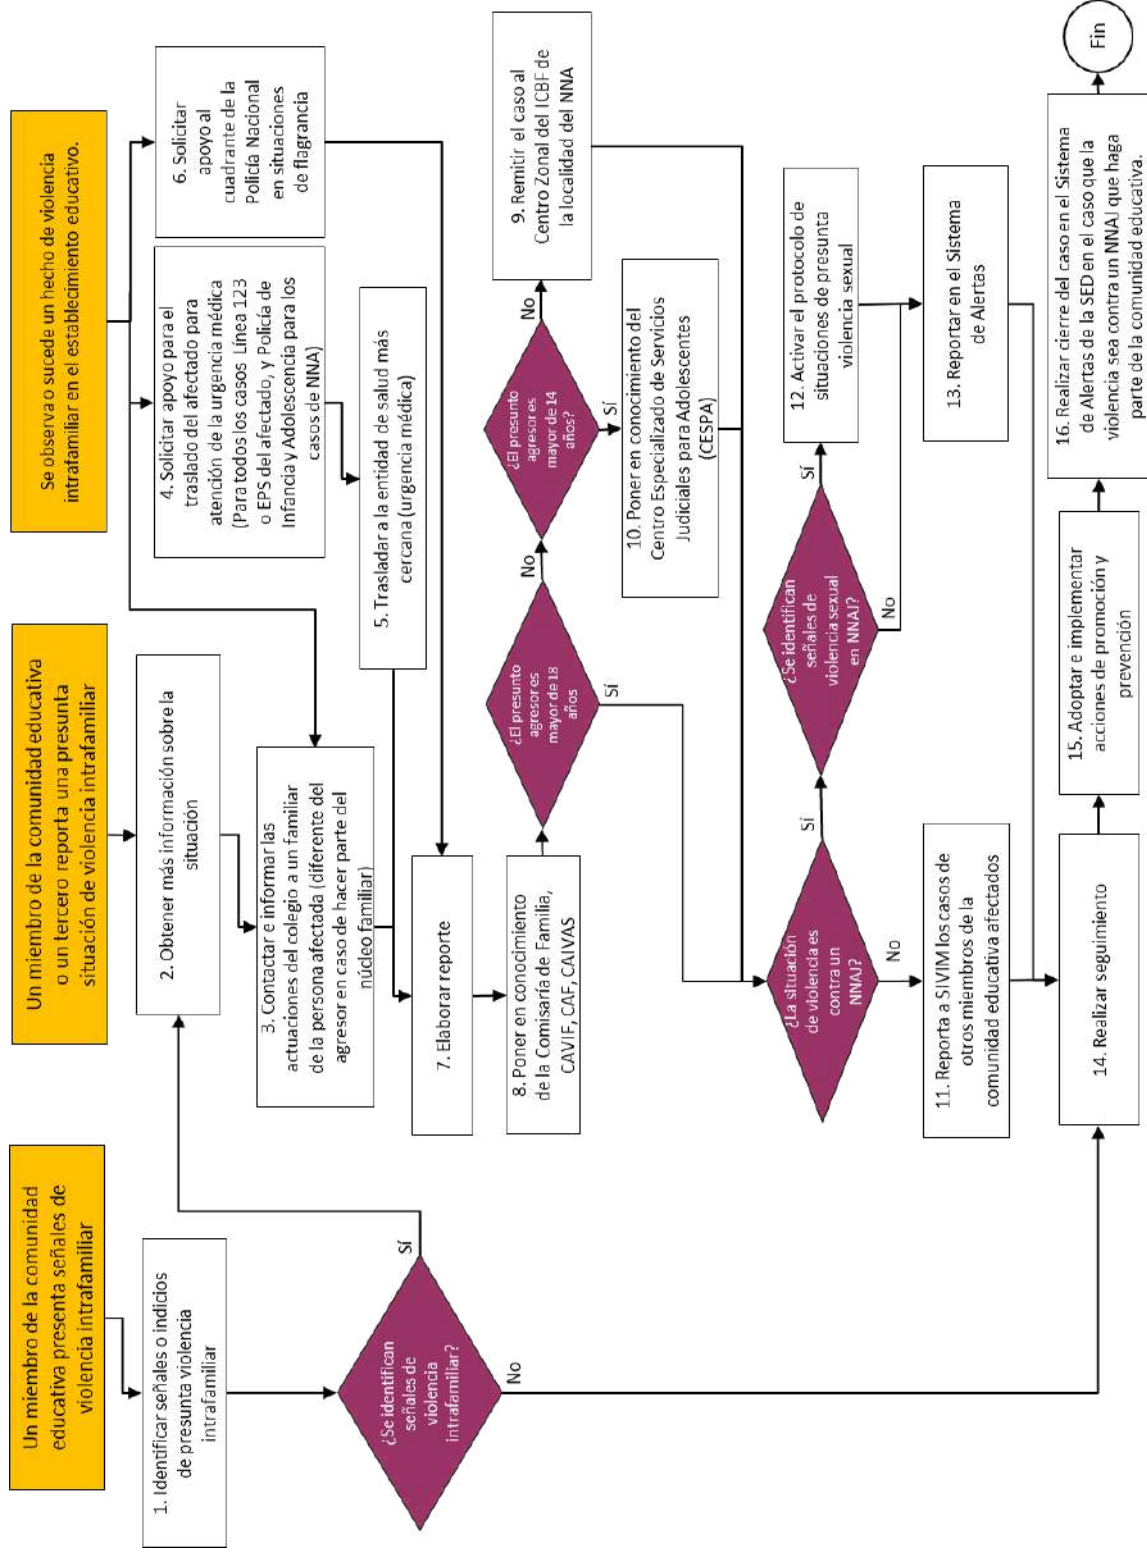 Un miembro de la comunidad
educativa presenta señales de
violencia intrafamiliar
Un miembro de la comunidad educativa
o un tercero reporta una presunta
situación de violencia intrafamiliar
Se observa o sucede un hecho de violencia
intrafamiliar en el establecimiento educativo.
1. Identificar señales o indicios
de presunta violencia
intrafamiliar
2. Obtener más información sobre la
situación
4. Solicitar apoyo para el
traslado del afectado para
atención de la urgencia médica
(Para todos los casos Línea 123
o EPS del afectado, y Policía de
Infancia y Adolescencia para los
casos de NNA)
6. Solicitar
apoyo al
cuadrante de la
Policía Nacional
en situaciones
de flagrancia
3. Contactar e informar las
actuaciones del colegio a un familiar
de la persona afectada (diferente del
agresor en caso de hacer parte del
núcleo familiar)
5. Trasladar a la entidad de salud más
cercana (urgencia médica)
¿Se identifican
señales de
violencia
intrafamiliar?
Sí
No
7. Elaborar reporte
8. Poner en conocimiento
de la Comisaría de Familia,
CAVIF, CAF, CAIVAS
¿El presunto
agresor es
mayor de 18
años
No
Sí
¿El presunto
agresor es
mayor de 14
años?
No
Sí
9. Remitir el caso al
Centro Zonal del ICBF de
la localidad del NNA
10. Poner en conocimiento del
Centro Especializado de Servicios
Judiciales para Adolescentes
(CESPA)
¿La situación
de violencia es
contra un
NNAJ?
Sí
No
¿Se identifican
señales de
violencia sexual
en NNAJ?
Sí
No
12. Activar el protocolo de
situaciones de presunta
violencia sexual
11. Reporta a SIVIM los casos de
otros miembros de la
comunidad educativa afectados
13. Reportar en el Sistema
de Alertas
14. Realizar seguimiento
15. Adoptar e implementar
acciones de promoción y
prevención
16. Realizar cierre del caso en el Sistema
de Alertas de la SED en el caso que la
violencia sea contra un NNAJ que haga
parte de la comunidad educativa.
Fin